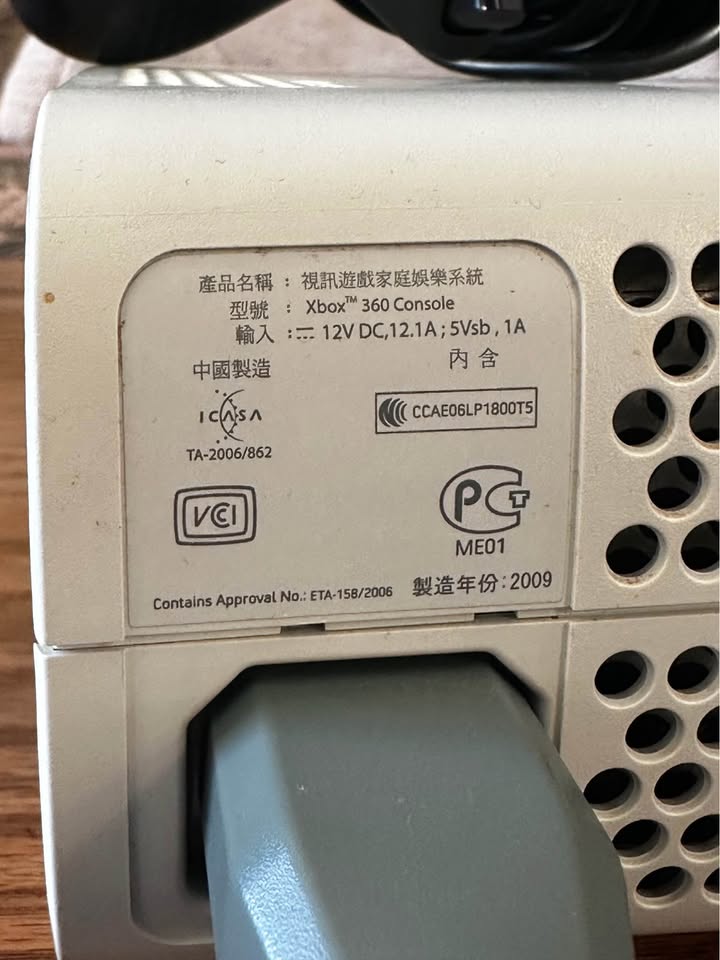 產品名稱 : 視訊遊戲家庭娛樂系統
型號 : Xbox™ 360 Console
輸入 : ⎓ 12V DC,12.1A ; 5Vsb , 1A
中國製造
內 含
ICASA
TA-2006/862
CCAE06LP1800T5
VCCI
PCT
ME01
Contains Approval No.: ETA-158/2006
製造年份 : 2009